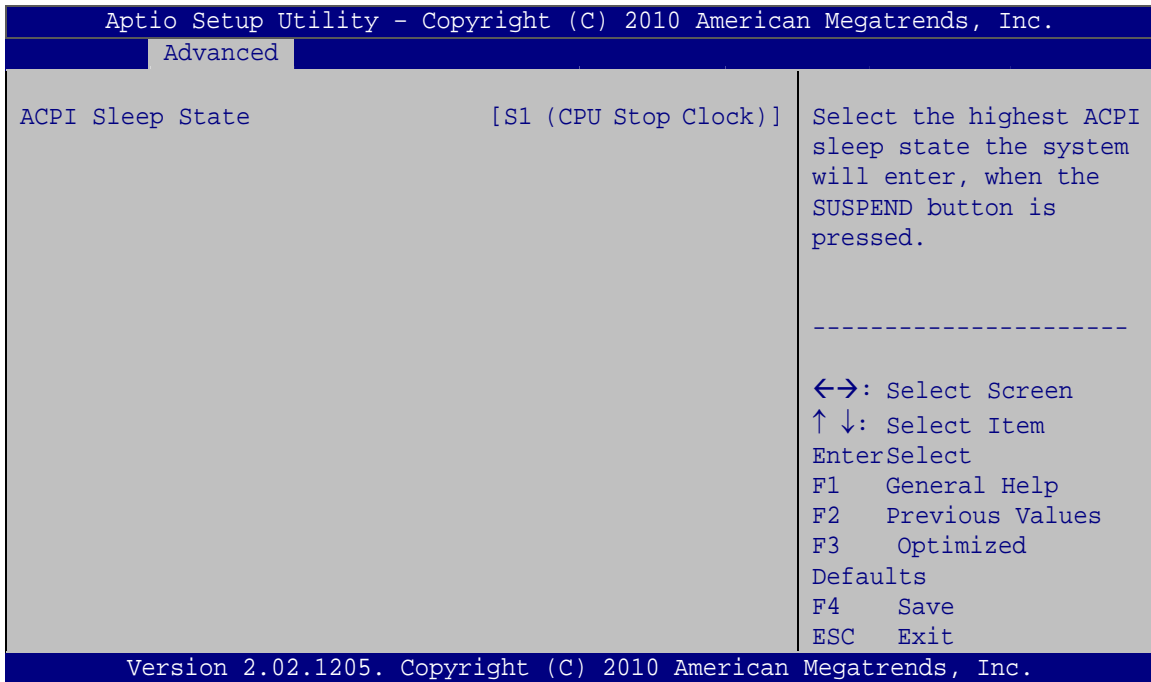 Aptio Setup Utility – Copyright (C) 2010 American Megatrends, Inc.
Advanced
ACPI Sleep State [S1 (CPU Stop Clock)]
Select the highest ACPI
sleep state the system
will enter, when the
SUSPEND button is
pressed.
----------------------
←→: Select Screen
↑ ↓: Select Item
EnterSelect
F1 General Help
F2 Previous Values
F3 Optimized
Defaults
F4 Save
ESC Exit
Version 2.02.1205. Copyright (C) 2010 American Megatrends, Inc.